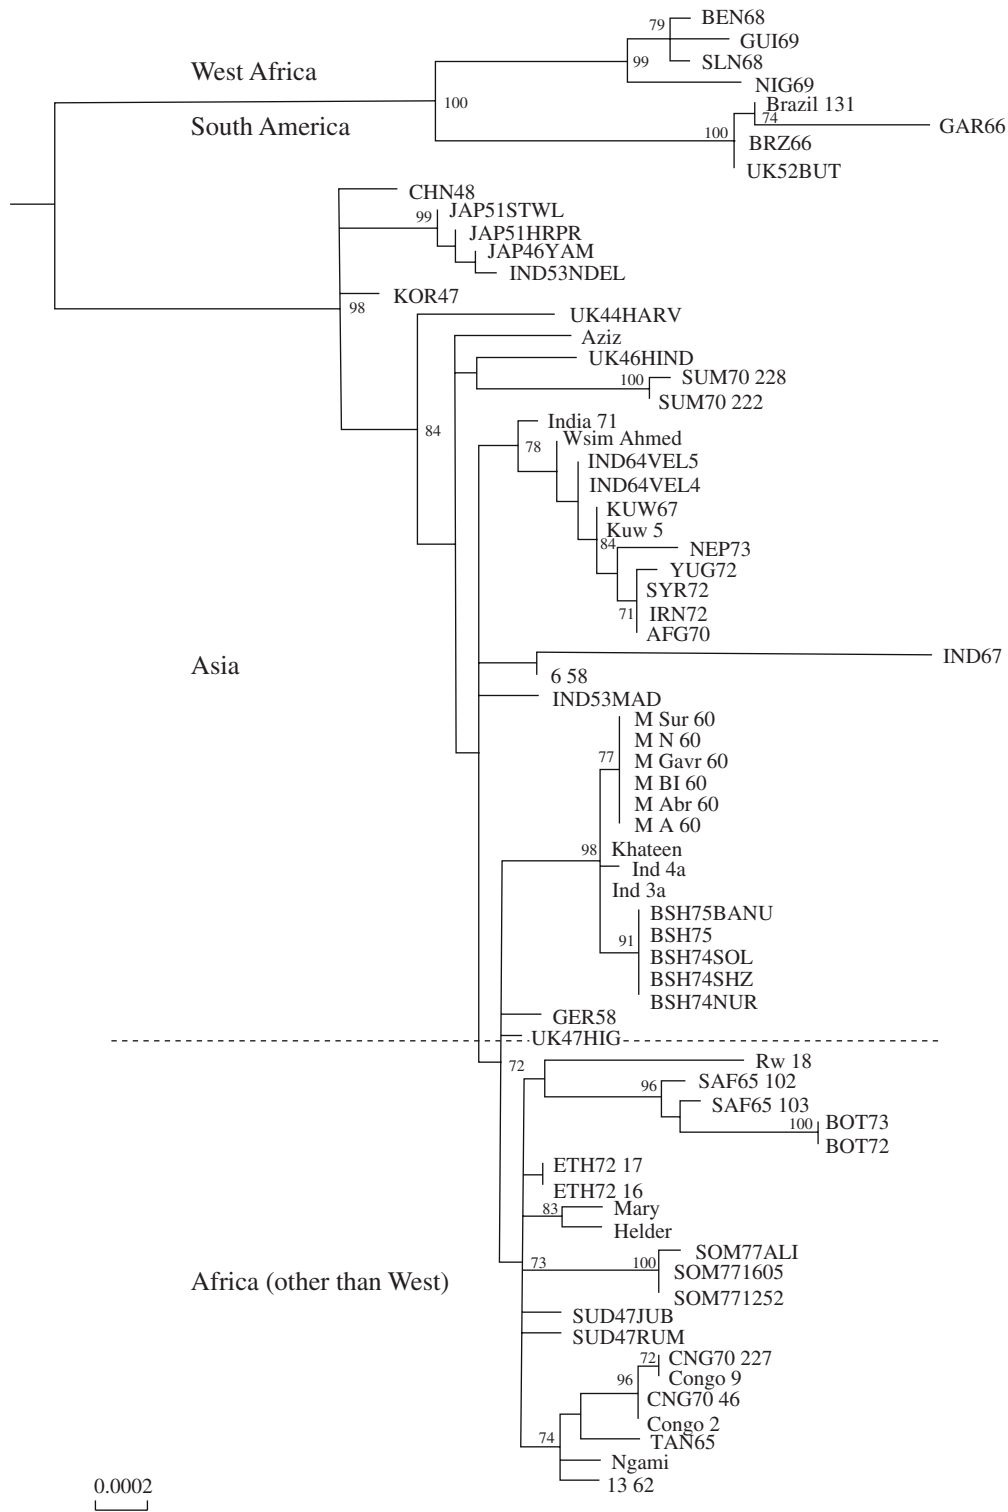 BEN68
79
GUI69
SLN68
99
West Africa
NIG69
100
Brazil 131
74
South America
GAR66
100
BRZ66
UK52BUT
CHN48
JAP51STWL
99
JAP51HRPR
JAP46YAM
IND53NDEL
KOR47
98
UK44HARV
Aziz
UK46HIND
100
SUM70 228
SUM70 222
India 71
84
Wsim Ahmed
78
IND64VEL5
IND64VEL4
KUW67
Kuw 5
84
NEP73
YUG72
SYR72
71
IRN72
AFG70
IND67
Asia
6 58
IND53MAD
M Sur 60
M N 60
77
M Gavr 60
M BI 60
M Abr 60
M A 60
98
Khateen
Ind 4a
Ind 3a
BSH75BANU
BSH75
91
BSH74SOL
BSH74SHZ
BSH74NUR
GER58
UK47HIG
72
Rw 18
96
SAF65 102
SAF65 103
100
BOT73
BOT72
ETH72 17
ETH72 16
83
Mary
Helder
SOM77ALI
73
100
SOM771605
Africa (other than West)
SOM771252
SUD47JUB
SUD47RUM
72
CNG70 227
96
Congo 9
CNG70 46
Congo 2
74
TAN65
Ngami
13 62
0.0002